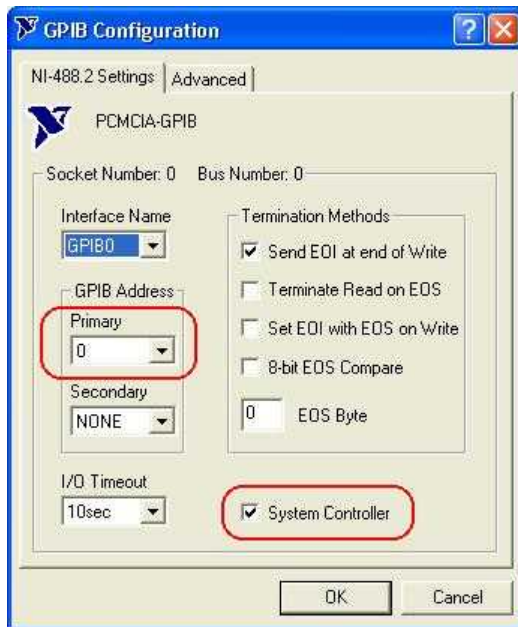 GPIB Configuration
NI-488.2 Settings
Advanced
PCMCIA-GPIB
Socket Number: 0 Bus Number: 0
Interface Name
GPIB0
GPIB Address
Primary
0
Secondary
NONE
I/O Timeout
10sec
Termination Methods
Send EOI at end of Write
Terminate Read on EOS
Set EOI with EOS on Write
8-bit EOS Compare
0 EOS Byte
System Controller
OK
Cancel